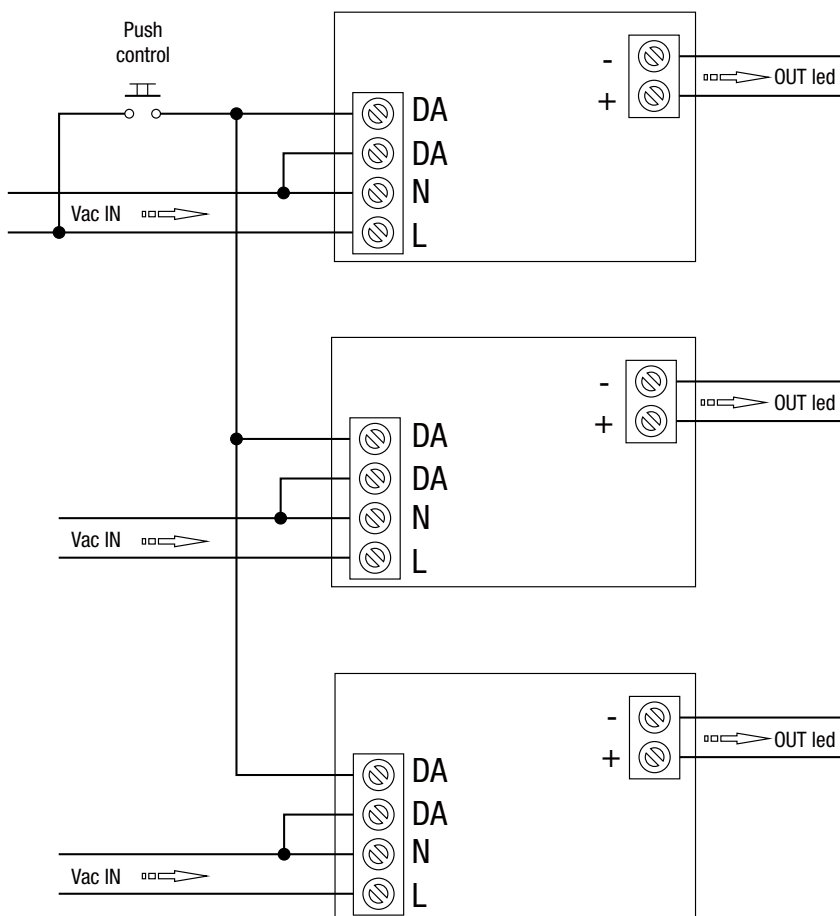 Push
control
-
+
OUT led
DA
DA
N
L
Vac IN
-
+
OUT led
DA
DA
N
L
Vac IN
-
+
OUT led
DA
DA
N
L
Vac IN